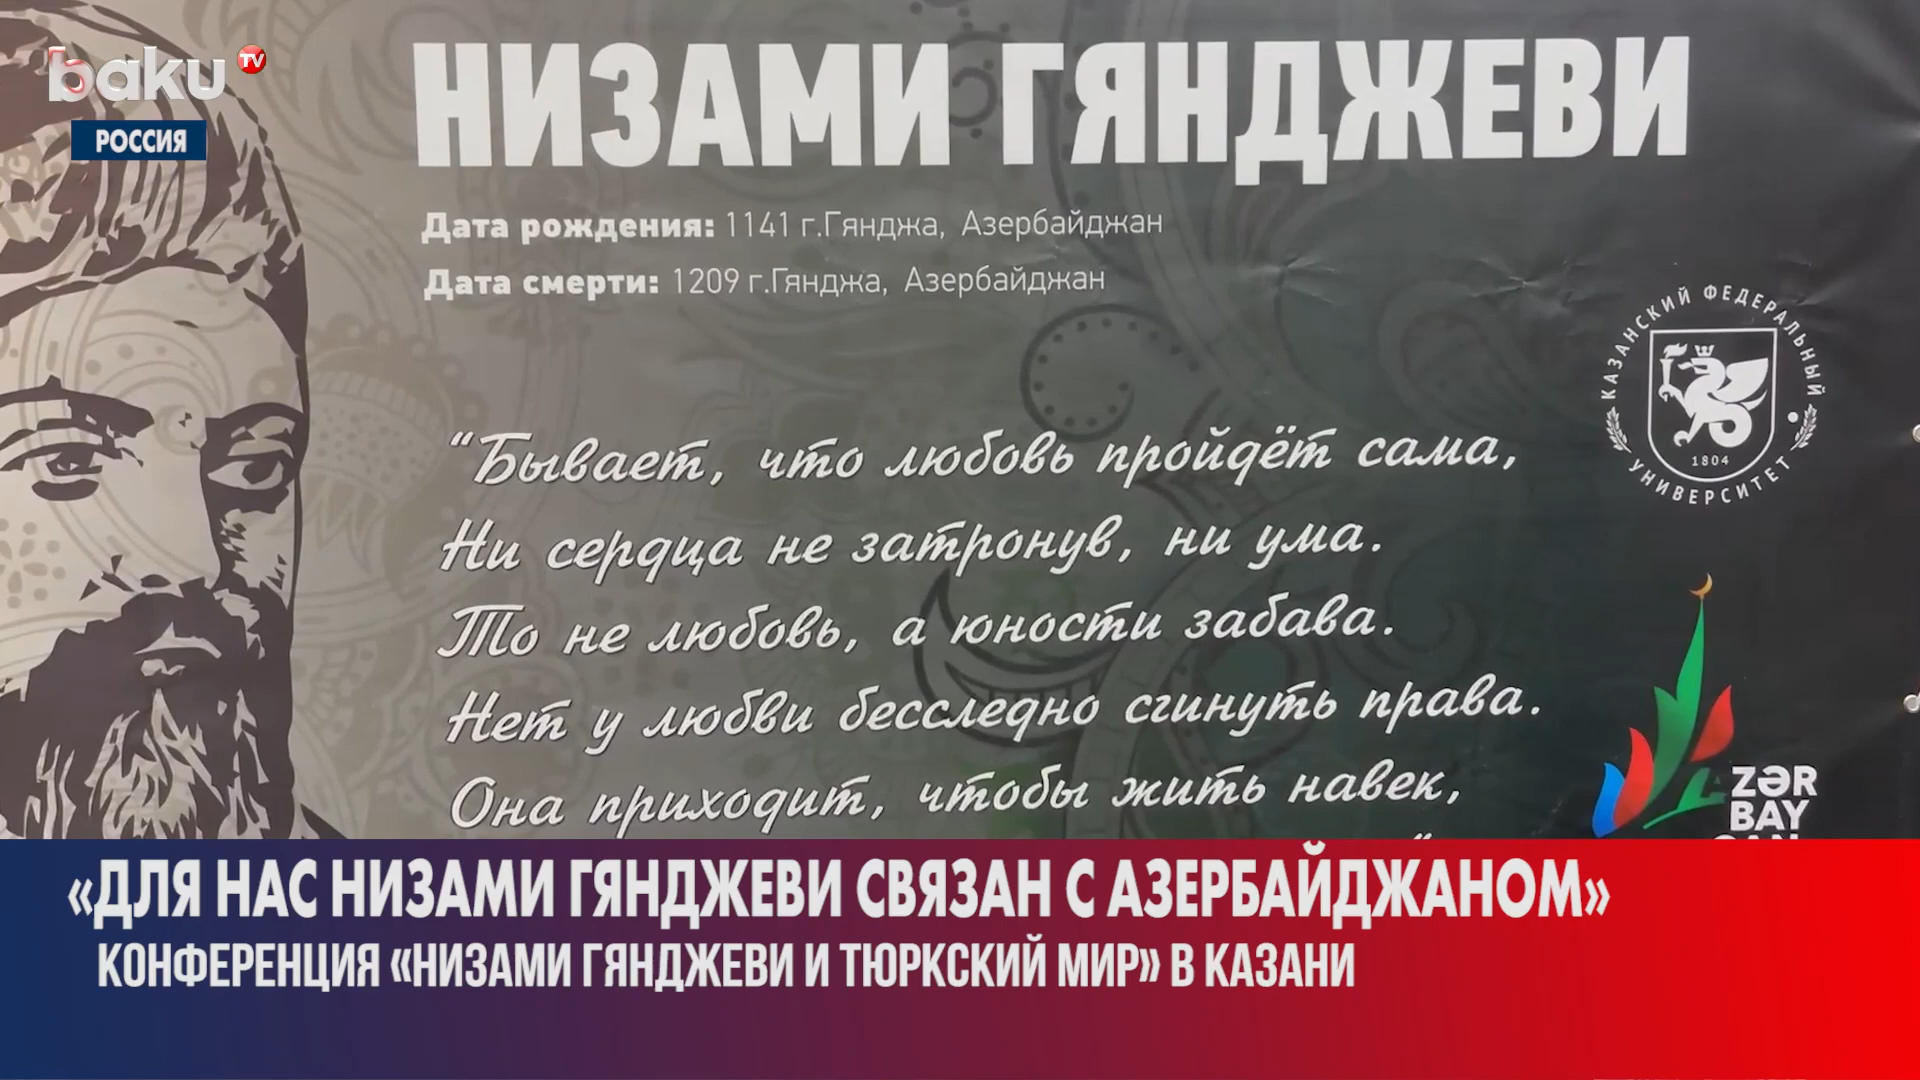 baku TV
РОССИЯ
НИЗАМИ ГЯНДЖЕВИ
Дата рождения: 1141 г.Гянджа, Азербайджан
Дата смерти: 1209 г.Гянджа, Азербайджан
КАЗАНСКИЙ ФЕДЕРАЛЬНЫЙ
УНИВЕРСИТЕТ
1804
“Бывает, что любовь пройдёт сама,
Ни сердца не затронув, ни ума.
То не любовь, а юности забава.
Нет у любви бесследно сгинуть права.
Она приходит, чтобы жить навек,
AZƏR
BAY
CAN
«ДЛЯ НАС НИЗАМИ ГЯНДЖЕВИ СВЯЗАН С АЗЕРБАЙДЖАНОМ»
КОНФЕРЕНЦИЯ «НИЗАМИ ГЯНДЖЕВИ И ТЮРКСКИЙ МИР» В КАЗАНИ